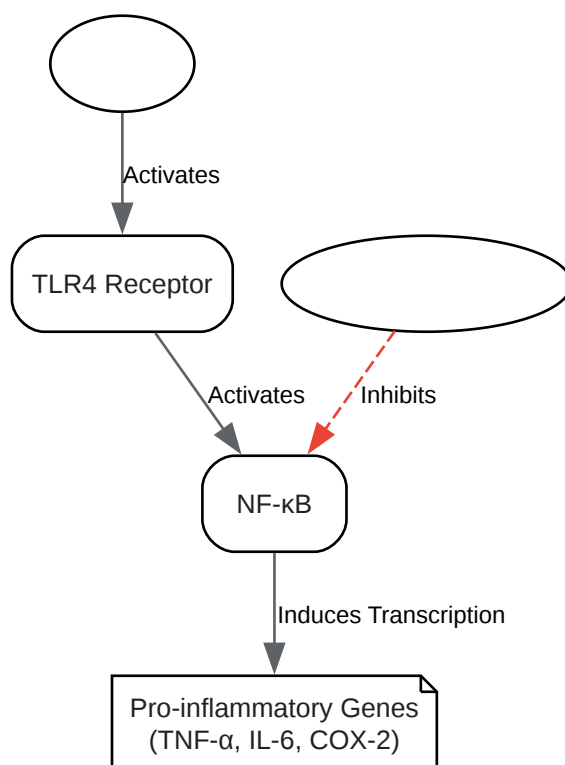 Activates
TLR4 Receptor
Activates
Inhibits
NF-κB
Induces Transcription
Pro-inflammatory Genes
(TNF-α, IL-6, COX-2)